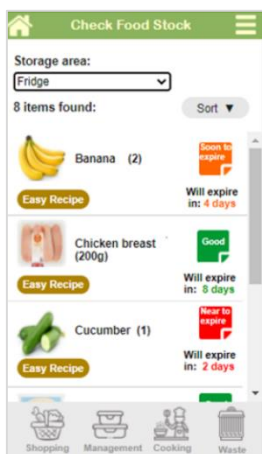 Check Food Stock
Storage area:
Fridge
8 items found:
Sort ▼
Banana (2)
Soon to
expire
Easy Recipe
Will expire
in: 4 days
Chicken breast
(200g)
Good
Easy Recipe
Will expire
in: 8 days
Cucumber (1)
Near to
expire
Easy Recipe
Will expire
in: 2 days
Shopping
Management
Cooking
Waste